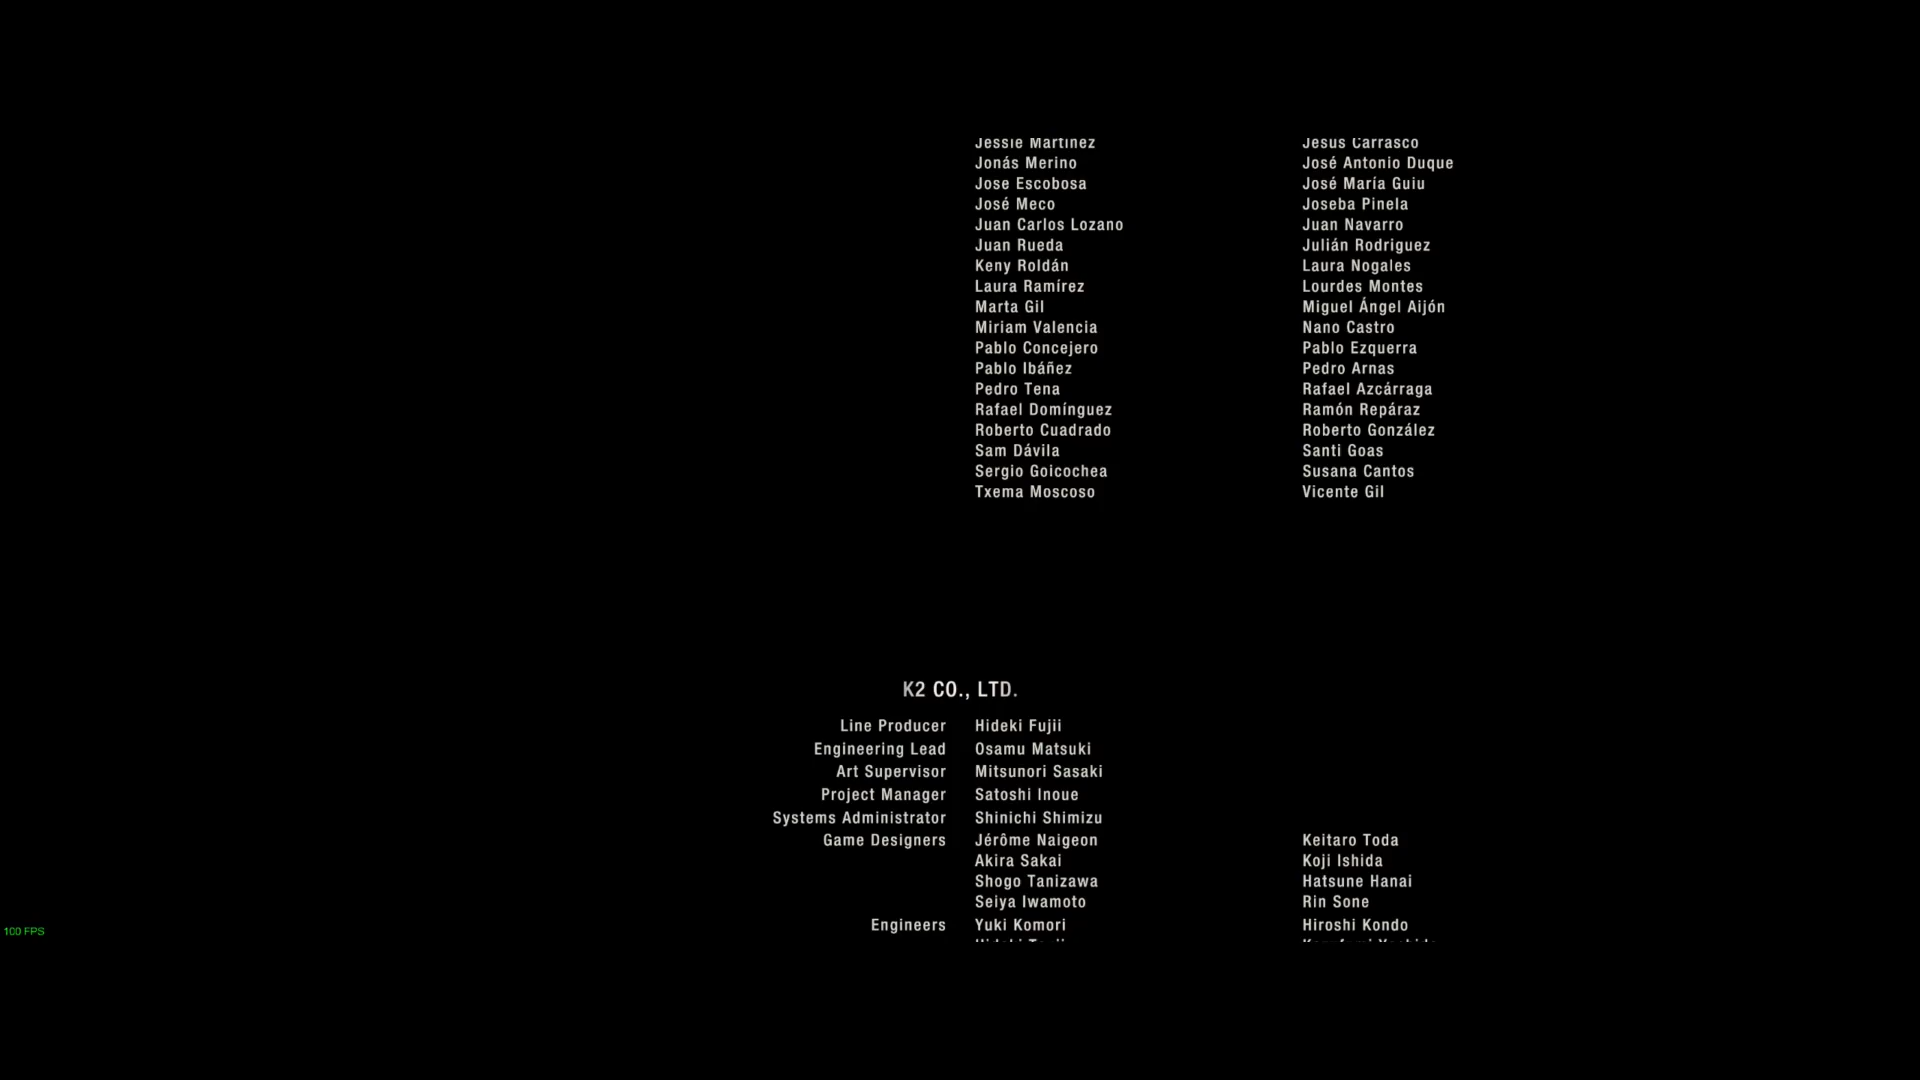 Jessie Martínez Jesús Carrasco
Jonás Merino José Antonio Duque
Jose Escobosa José María Guiu
José Meco Joseba Pinela
Juan Carlos Lozano Juan Navarro
Juan Rueda Julián Rodriguez
Keny Roldán Laura Nogales
Laura Ramírez Lourdes Montes
Marta Gil Miguel Ángel Aijón
Miriam Valencia Nano Castro
Pablo Concejero Pablo Ezquerra
Pablo Ibáñez Pedro Arnas
Pedro Tena Rafael Azcárraga
Rafael Domínguez Ramón Repáraz
Roberto Cuadrado Roberto González
Sam Dávila Santi Goas
Sergio Goicochea Susana Cantos
Txema Moscoso Vicente Gil
K2 CO., LTD.
Line Producer Hideki Fujii
Engineering Lead Osamu Matsuki
Art Supervisor Mitsunori Sasaki
Project Manager Satoshi Inoue
Systems Administrator Shinichi Shimizu
Game Designers Jérôme Naigeon Keitaro Toda
Akira Sakai Koji Ishida
Shogo Tanizawa Hatsune Hanai
Seiya Iwamoto Rin Sone
Engineers Yuki Komori Hiroshi Kondo
100 FPS